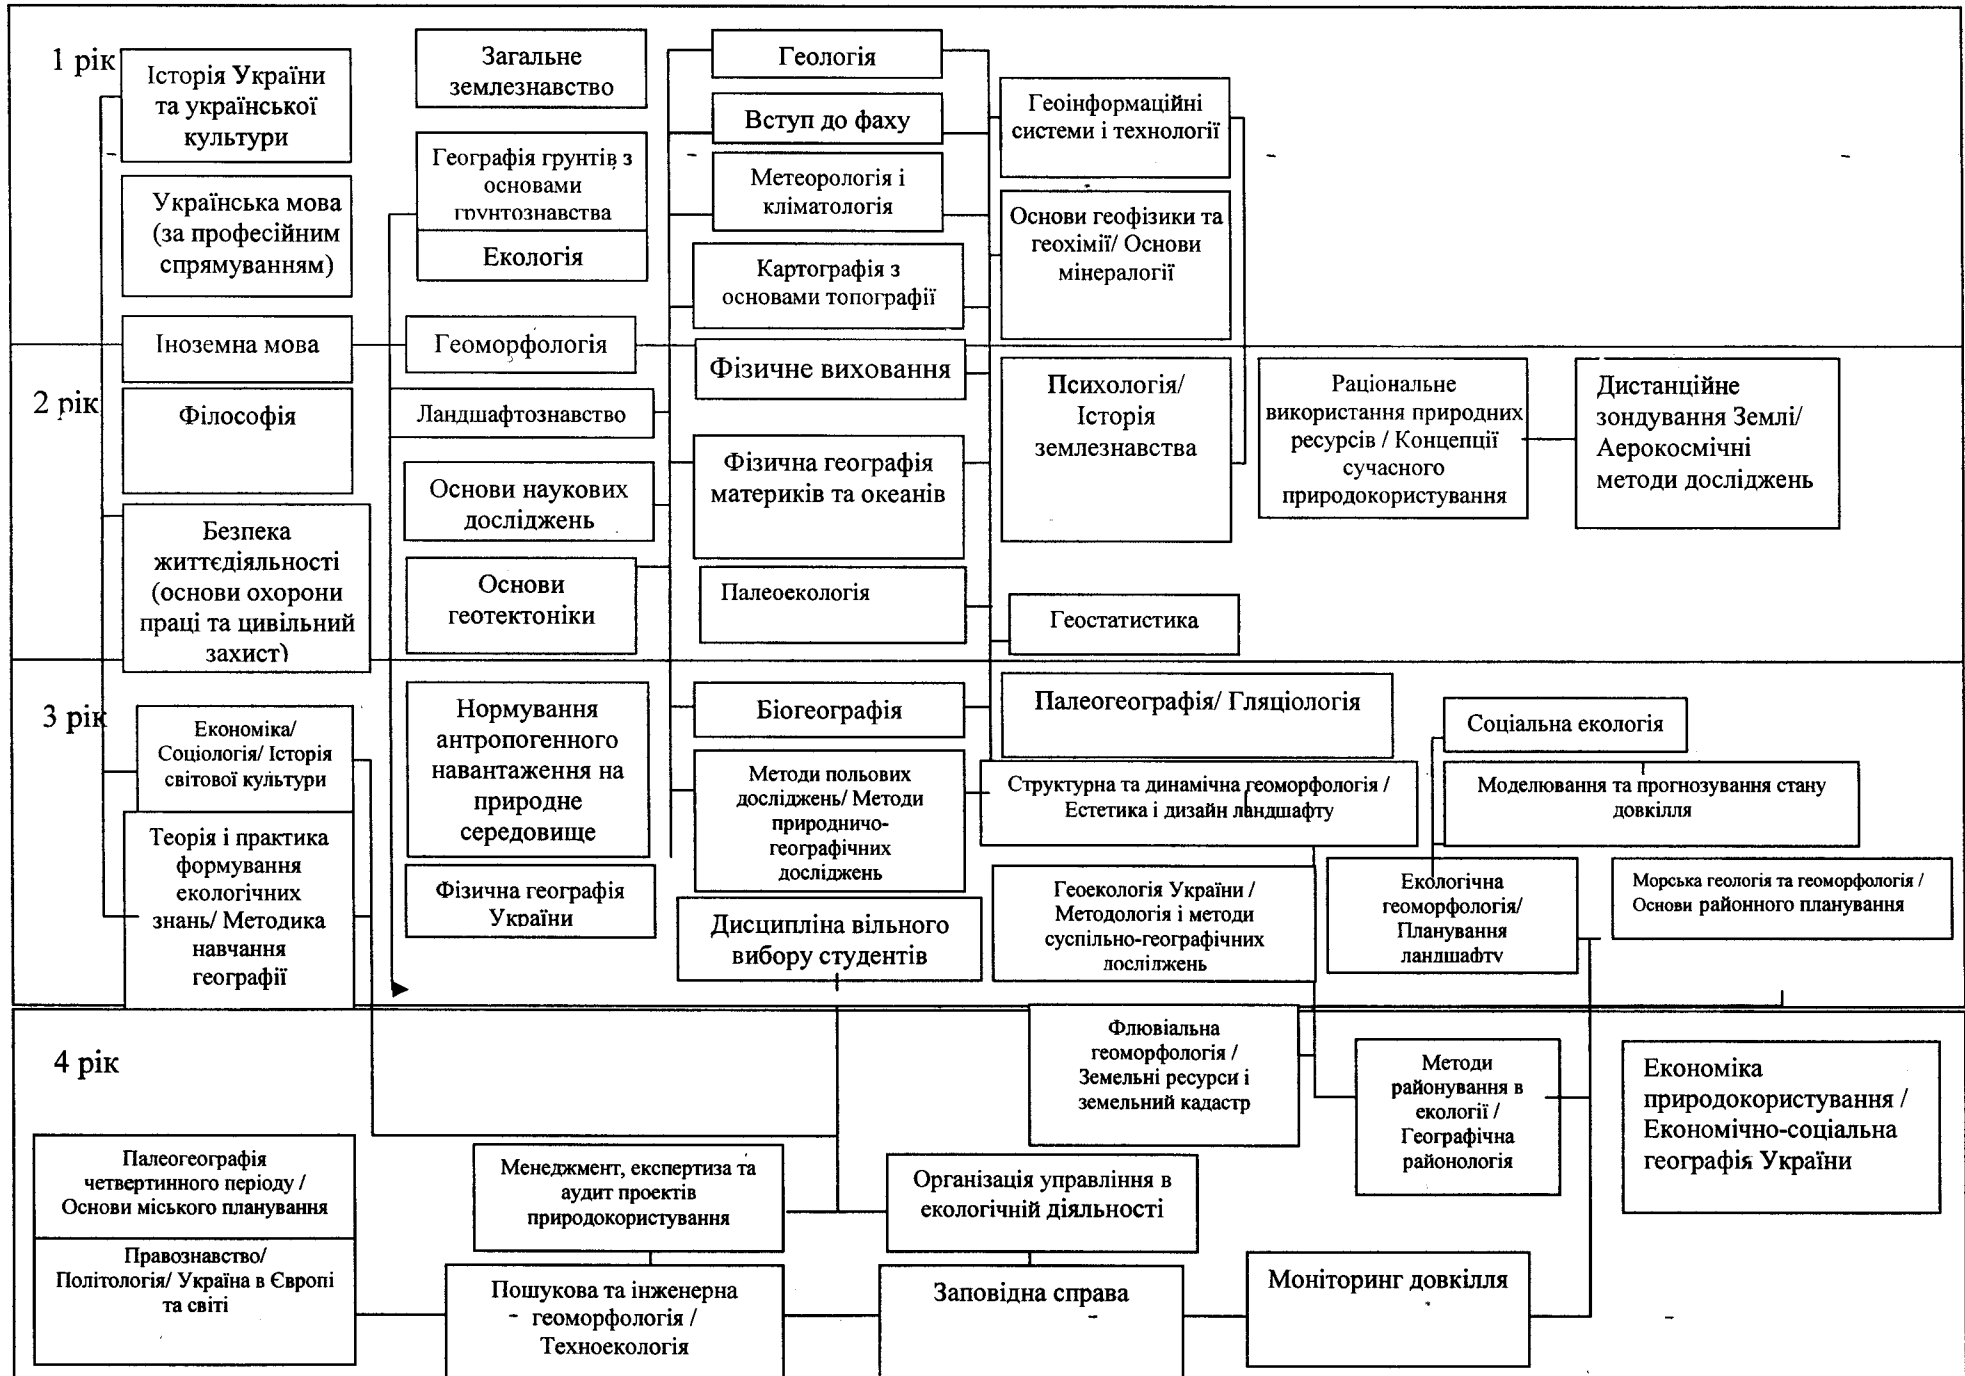 1 рік
Історія України
та української
культури
Українська мова
(за професійним
спрямуванням)
Іноземна мова
Загальне
землезнавство
Географія грунтів з
основами
грунтознавства
Екологія
Геоморфологія
Геологія
Вступ до фаху
Метеорологія і
кліматологія
Картографія з
основами топографії
Геоінформаційні
системи і технології
Основи геофізики та
геохімії/ Основи
мінералогії
2 рік
Філософія
Безпека
життєдіяльності
(основи охорони
праці та цивільний
захист)
Ландшафтознавство
Основи наукових
досліджень
Основи
геотектоніки
Фізичне виховання
Фізична географія
материків та океанів
Палеоекологія
Психологія/
Історія
землезнавства
Геостатистика
Раціональне
використання природних
ресурсів / Концепції
сучасного
природокористування
Дистанційне
зондування Землі/
Аерокосмічні
методи досліджень
3 рік
Економіка/
Соціологія/ Історія
світової культури
Теорія і практика
формування
екологічних
знань/ Методика
навчання
географії
Нормування
антропогенного
навантаження на
природне
середовище
Фізична географія
України
Біогеографія
Методи польових
досліджень/ Методи
природничо-
географічних
досліджень
Дисципліна вільного
вибору студентів
Палеогеографія/ Гляціологія
Структурна та динамічна геоморфологія /
Естетика і дизайн ландшафту
Геоекологія України /
Методологія і методи
суспільно-географічних
досліджень
Соціальна екологія
Моделювання та прогнозування стану
довкілля
Екологічна
геоморфологія/
Планування
ландшафту
Морська геологія та геоморфологія /
Основи районного планування
4 рік
Флювіальна
геоморфологія /
Земельні ресурси і
земельний кадастр
Методи
районування в
екології /
Географічна
районологія
Економіка
природокористування /
Економічно-соціальна
географія України
Палеогеографія
четвертинного періоду /
Основи міського планування
Правознавство/
Політологія/ Україна в Європі
та світі
Менеджмент, експертиза та
аудит проектів
природокористування
Організація управління в
екологічній діяльності
Пошукова та інженерна
геоморфологія /
Техноекологія
Заповідна справа
Моніторинг довкілля